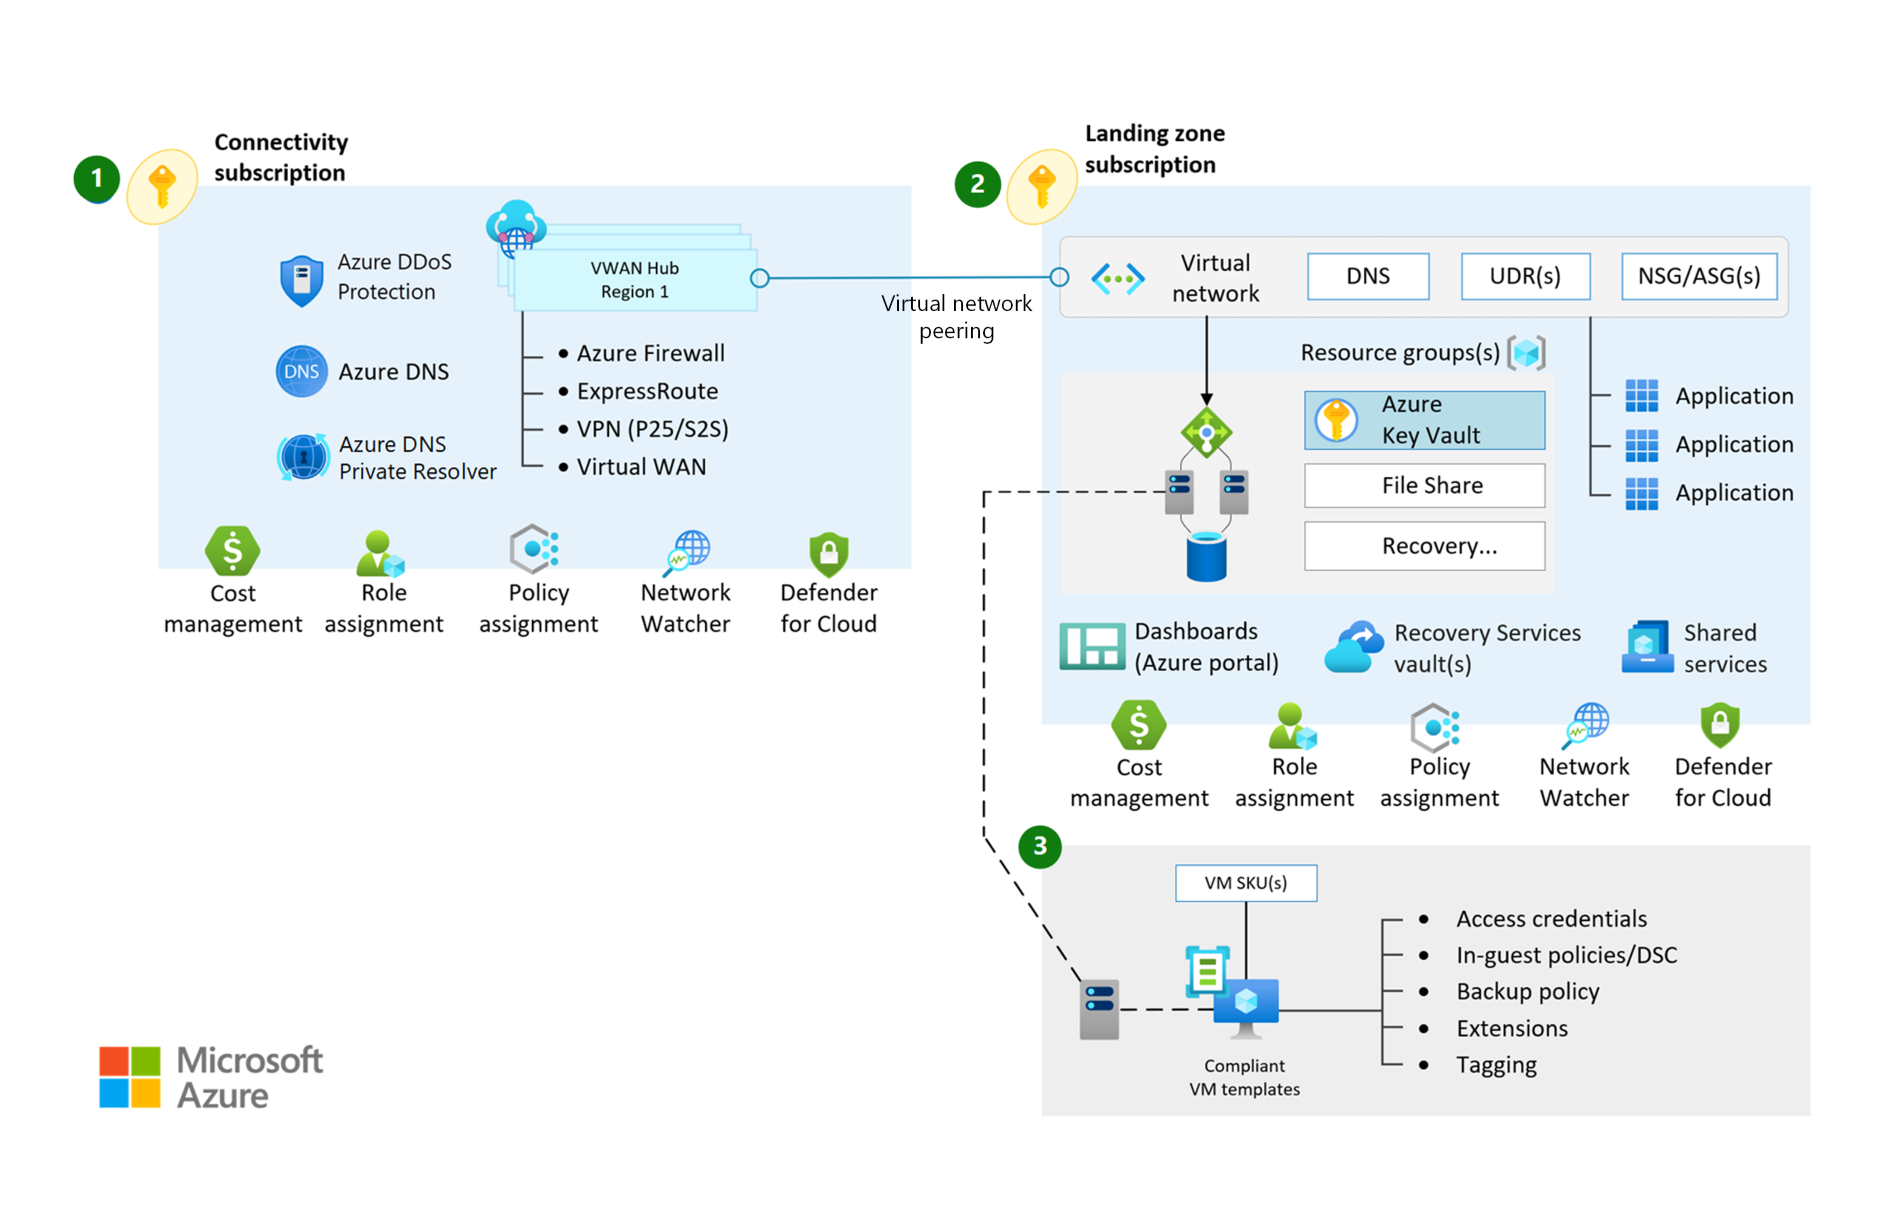 1
Connectivity
subscription
Azure DDoS
Protection
DNS
Azure DNS
Azure DNS
Private Resolver
VWAN Hub
Region 1
• Azure Firewall
• ExpressRoute
• VPN (P25/S2S)
• Virtual WAN
Virtual network
peering
$
Cost
management
Role
assignment
Policy
assignment
Network
Watcher
Defender
for Cloud
2
Landing zone
subscription
Virtual
network
DNS
UDR(s)
NSG/ASG(s)
Resource groups(s)
Azure
Key Vault
File Share
Recovery...
Application
Application
Application
Dashboards
(Azure portal)
Recovery Services
vault(s)
Shared
services
$
Cost
management
Role
assignment
Policy
assignment
Network
Watcher
Defender
for Cloud
3
VM SKU(s)
Compliant
VM templates
• Access credentials
• In-guest policies/DSC
• Backup policy
• Extensions
• Tagging
Microsoft
Azure